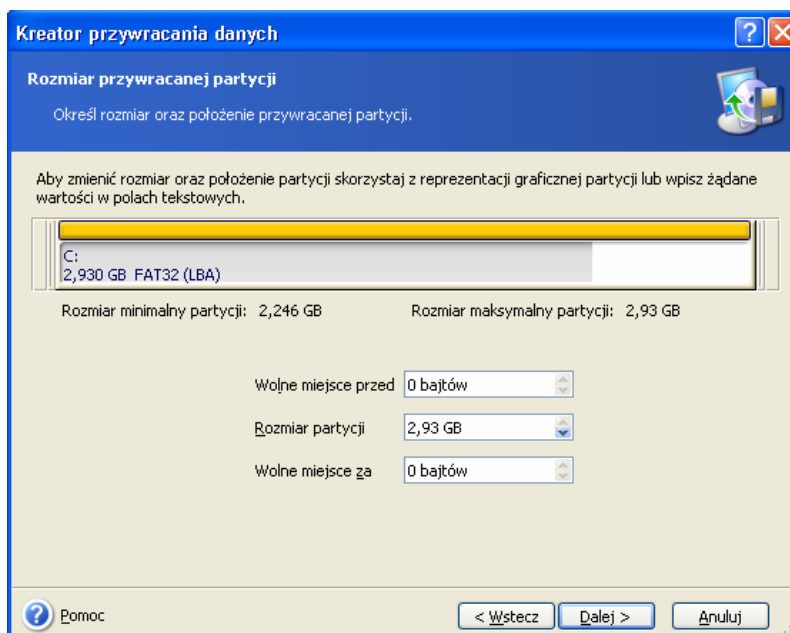 Kreator przywracania danych
Rozmiar przywracanej partycji
Określ rozmiar oraz położenie przywracanej partycji.
Aby zmienić rozmiar oraz położenie partycji skorzystaj z reprezentacji graficznej partycji lub wpisz żądane
wartości w polach tekstowych.
C:
2,930 GB FAT32 (LBA)
Rozmiar minimalny partycji: 2,246 GB Rozmiar maksymalny partycji: 2,93 GB
Wolne miejsce przed 0 bajtów
Rozmiar partycji 2,93 GB
Wolne miejsce za 0 bajtów
? Pomoc < Wstecz Dalej > Anuluj